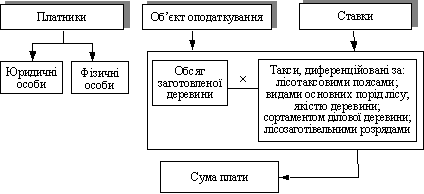 Платники
Об’єкт оподаткування
Ставки
Юридичні
особи
Фізичні
особи
Обсяг
заготовленої
деревини
×
Такси, диференційовані за:
лісотаксовими поясами;
видами основних порід лісу;
якістю деревини;
сортаментом ділової деревини;
лісозаготівельними розрядами
Сума плати